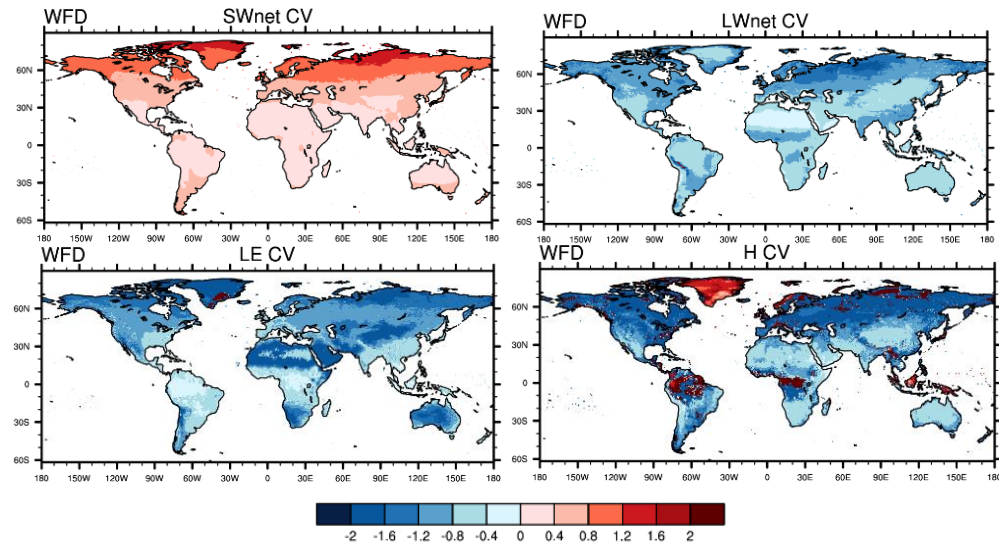 WFD SWnet CV
60N
30N
0
30S
60S
180 150W 120W 90W 60W 30W 0 30E 60E 90E 120E 150E 180
WFD LWnet CV
60N
30N
0
30S
60S
180 150W 120W 90W 60W 30W 0 30E 60E 90E 120E 150E 180
WFD LE CV
60N
30N
0
30S
60S
180 150W 120W 90W 60W 30W 0 30E 60E 90E 120E 150E 180
WFD H CV
60N
30N
0
30S
60S
180 150W 120W 90W 60W 30W 0 30E 60E 90E 120E 150E 180
-2 -1.6 -1.2 -0.8 -0.4 0 0.4 0.8 1.2 1.6 2